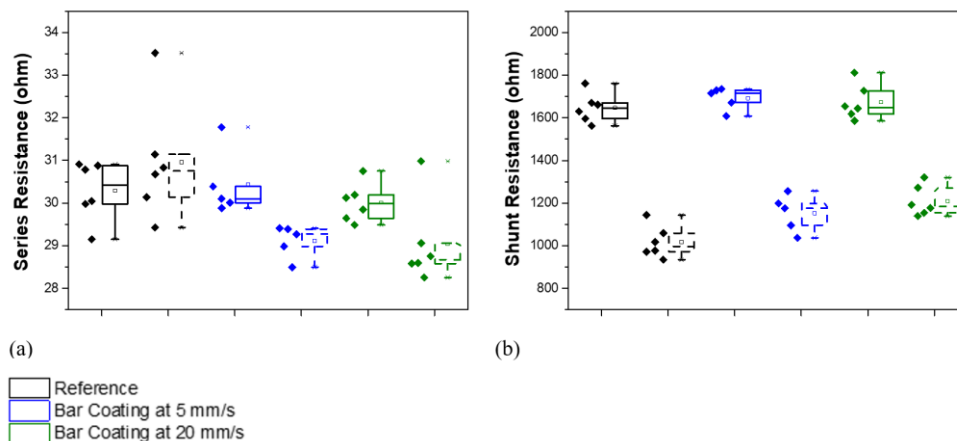 Series Resistance (ohm)
34
33
32
31
30
29
28
Shunt Resistance (ohm)
2000
1800
1600
1400
1200
1000
800
(a)
(b)
Reference
Bar Coating at 5 mm/s
Bar Coating at 20 mm/s